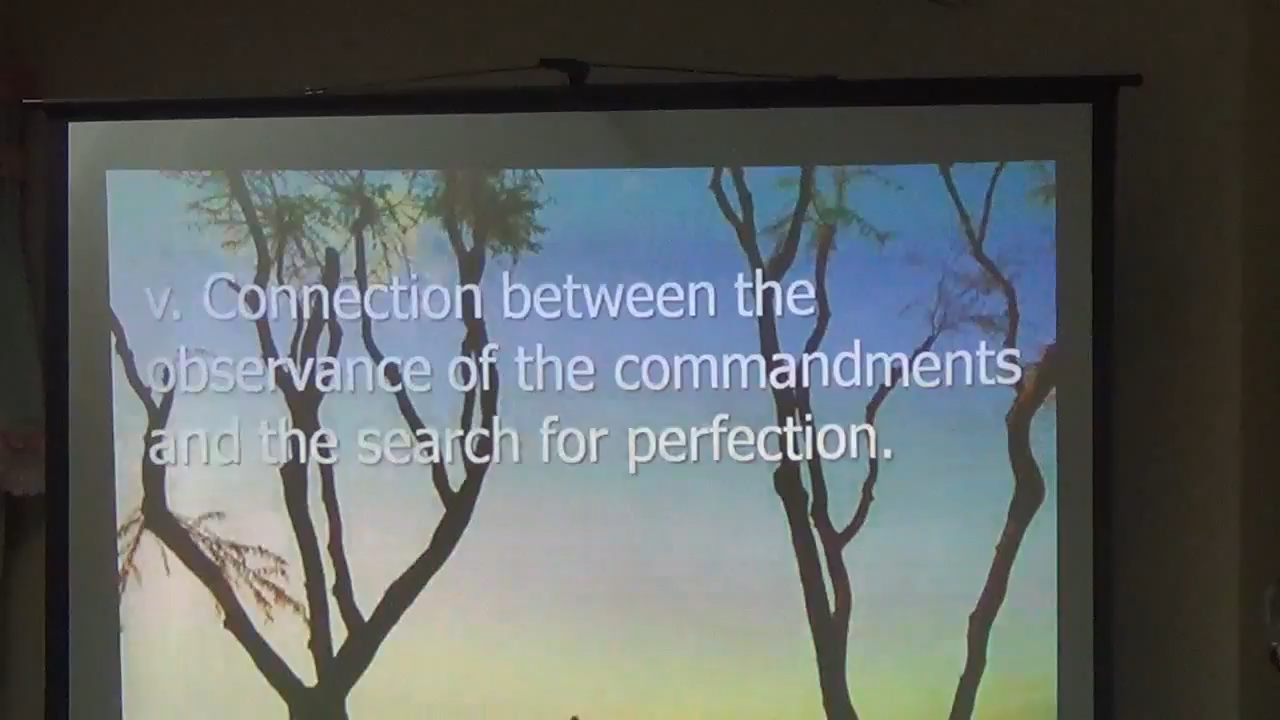 v. Connection between the
observance of the commandments
and the search for perfection.